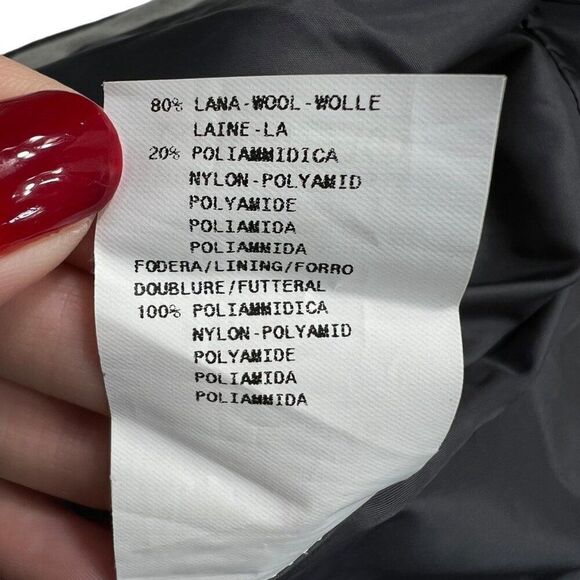 80% LANA-WOOL-WOLLE
LAINE-LA
20% POLIAMMIDICA
NYLON-POLYAMID
POLYAMIDE
POLIAMIDA
POLIAMMIDA
FODERA/LINING/FORRO
DOUBLURE/FUTTERAL
100% POLIAMMIDICA
NYLON-POLYAMID
POLYAMIDE
POLIAMIDA
POLIAMMIDA